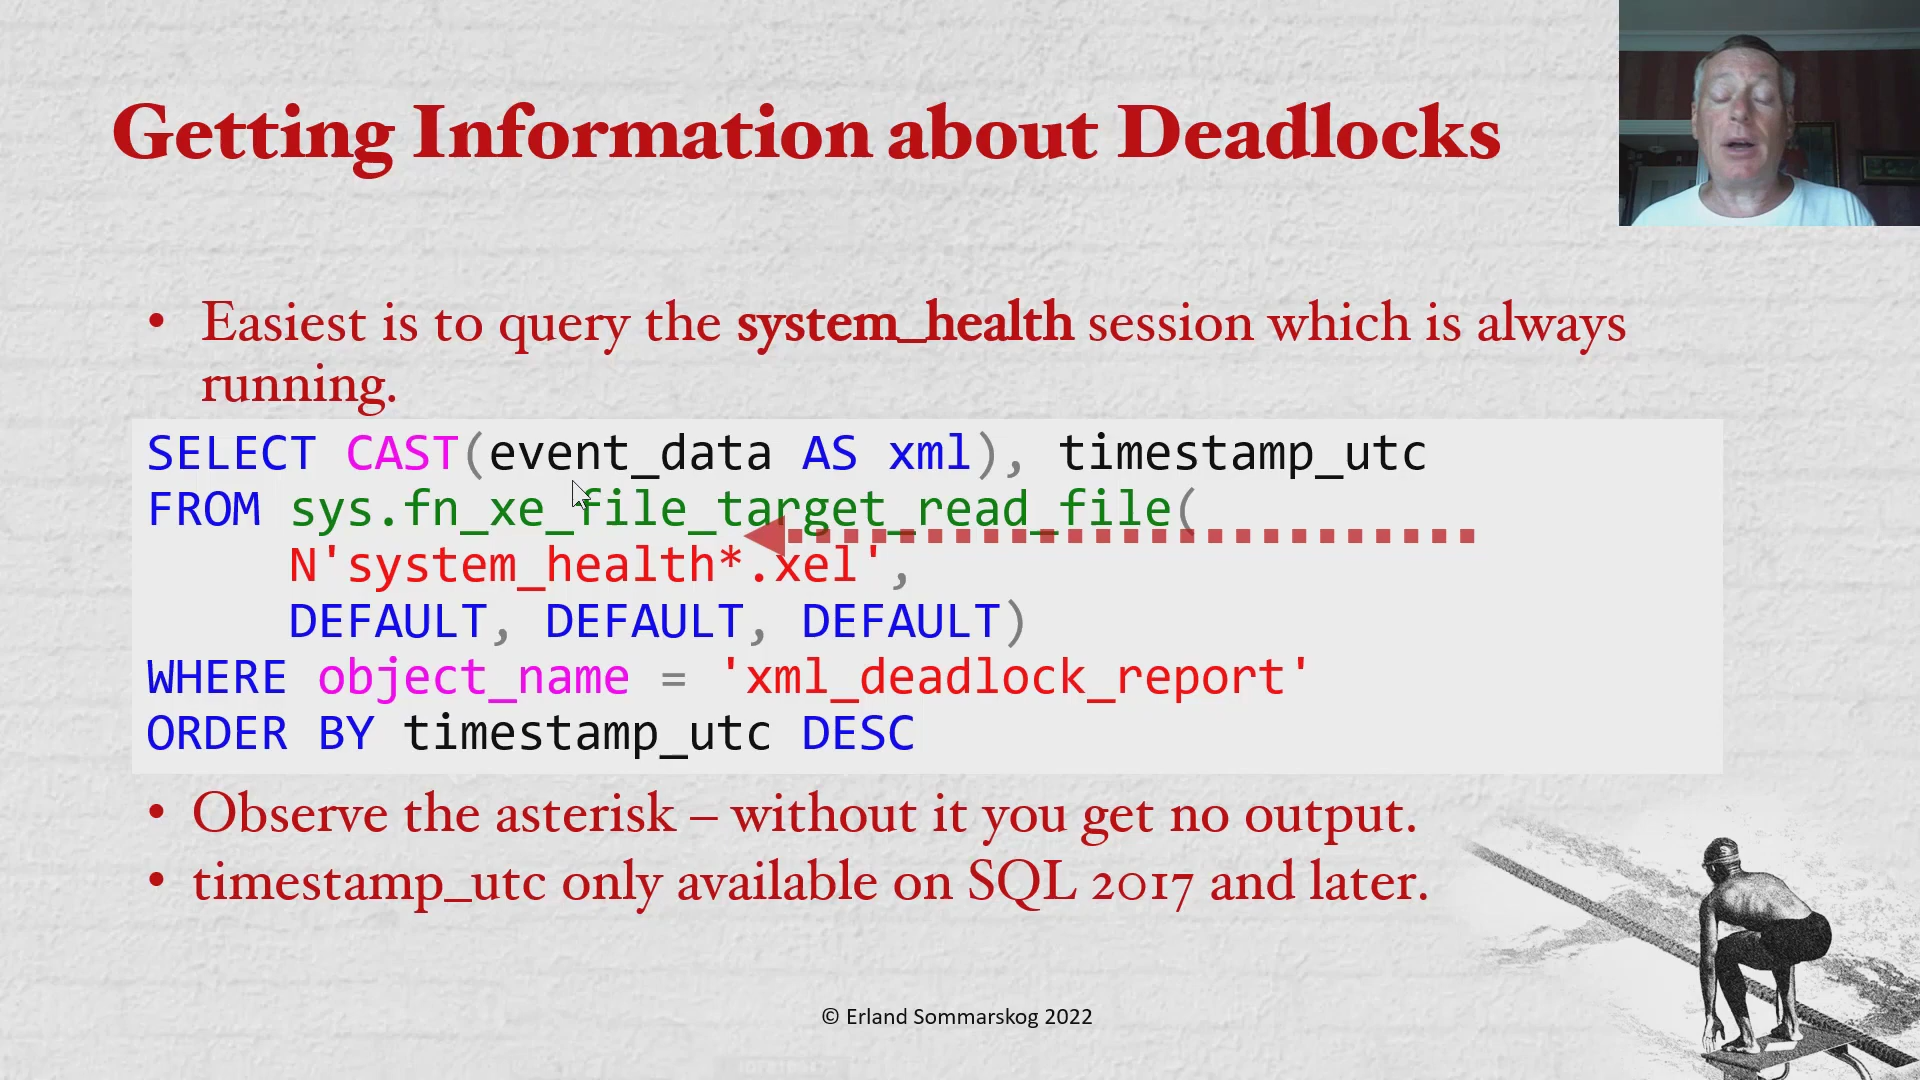 Getting Information about Deadlocks
• Easiest is to query the system_health session which is always
running.
SELECT CAST(event_data AS xml), timestamp_utc
FROM sys.fn_xe_file_target_read_file(
N'system_health*.xel',
DEFAULT, DEFAULT, DEFAULT)
WHERE object_name = 'xml_deadlock_report'
ORDER BY timestamp_utc DESC
• Observe the asterisk – without it you get no output.
• timestamp_utc only available on SQL 2017 and later.
© Erland Sommarskog 2022